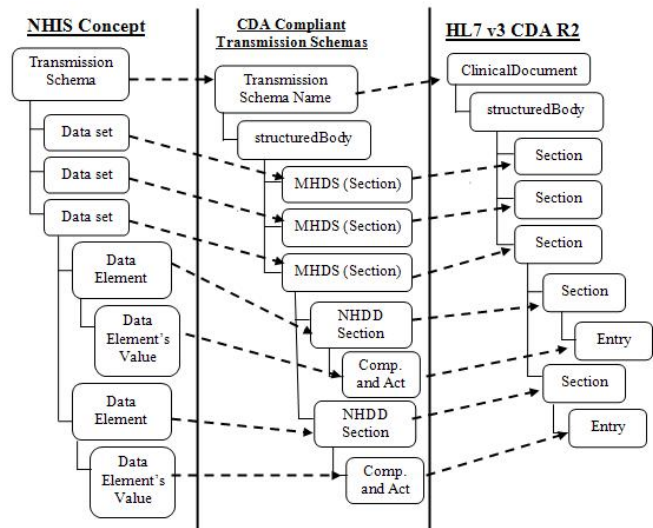 NHIS Concept
Transmission
Schema
Data set
Data set
Data set
Data
Element
Data
Element's
Value
Data
Element
Data
Element's
Value
CDA Compliant
Transmission Schemas
Transmission
Schema Name
structuredBody
MHDS (Section)
MHDS (Section)
MHDS (Section)
NHDD
Section
Comp.
and Act
NHDD
Section
Comp.
and Act
HL7 v3 CDA R2
ClinicalDocument
structuredBody
Section
Section
Section
Section
Entry
Section
Entry